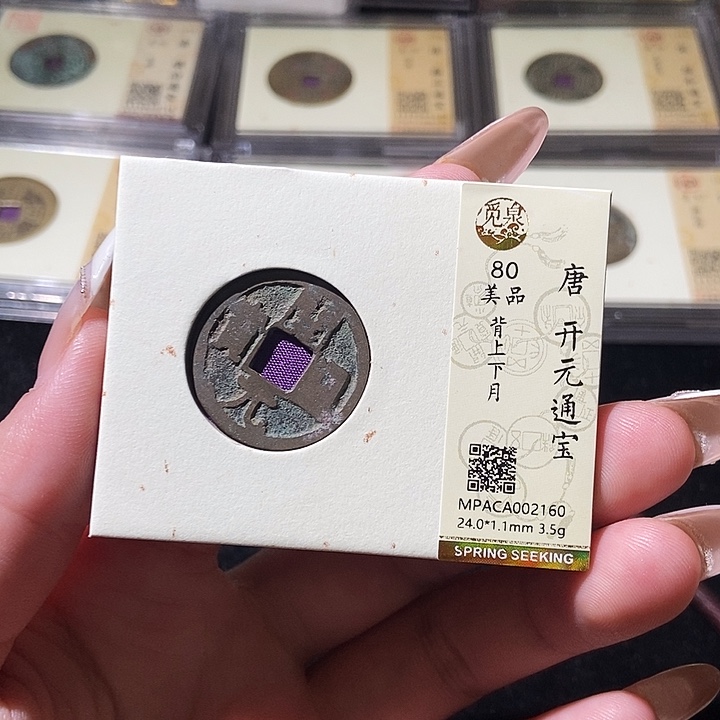 觅泉
唐 开元通宝
80
美品
背上下月
MPACA002160
24.0*1.1mm 3.5g
SPRING SEEKING